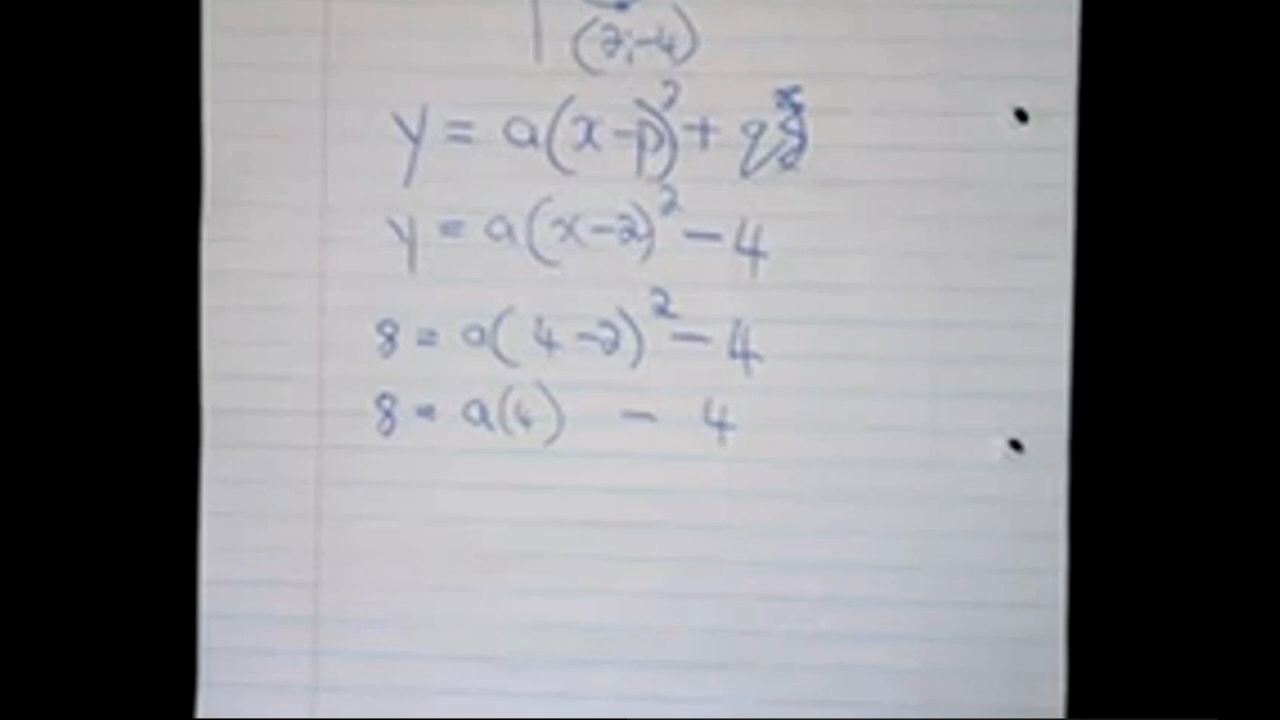 (2;-4)
y = a(x-p)² + q
y = a(x-2)² - 4
8 = a(4-2)² - 4
8 = a(4) - 4